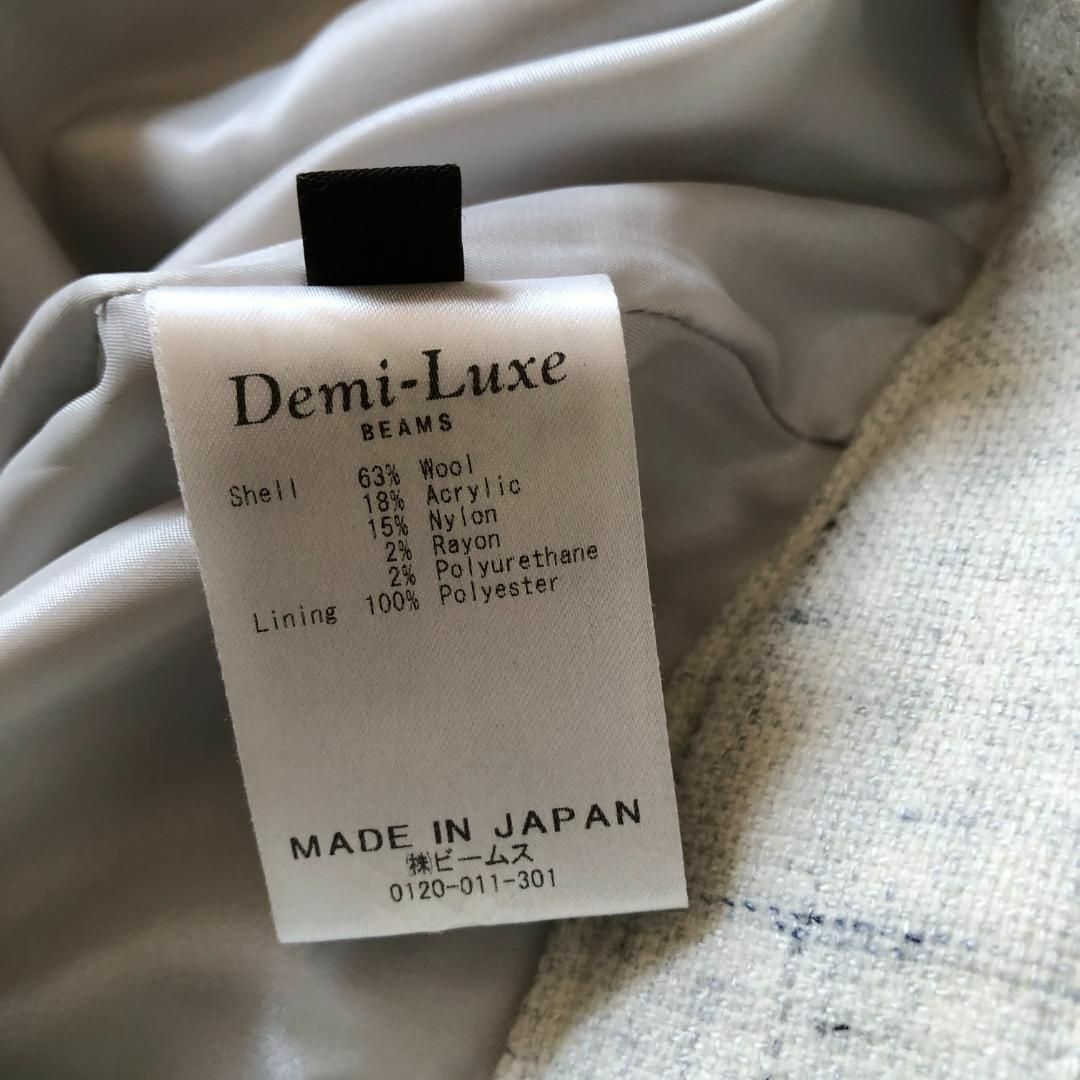 Demi-Luxe
BEAMS
Shell 63% Wool
18% Acrylic
15% Nylon
2% Rayon
2% Polyurethane
Lining 100% Polyester
MADE IN JAPAN
㈱ビームス
0120-011-301